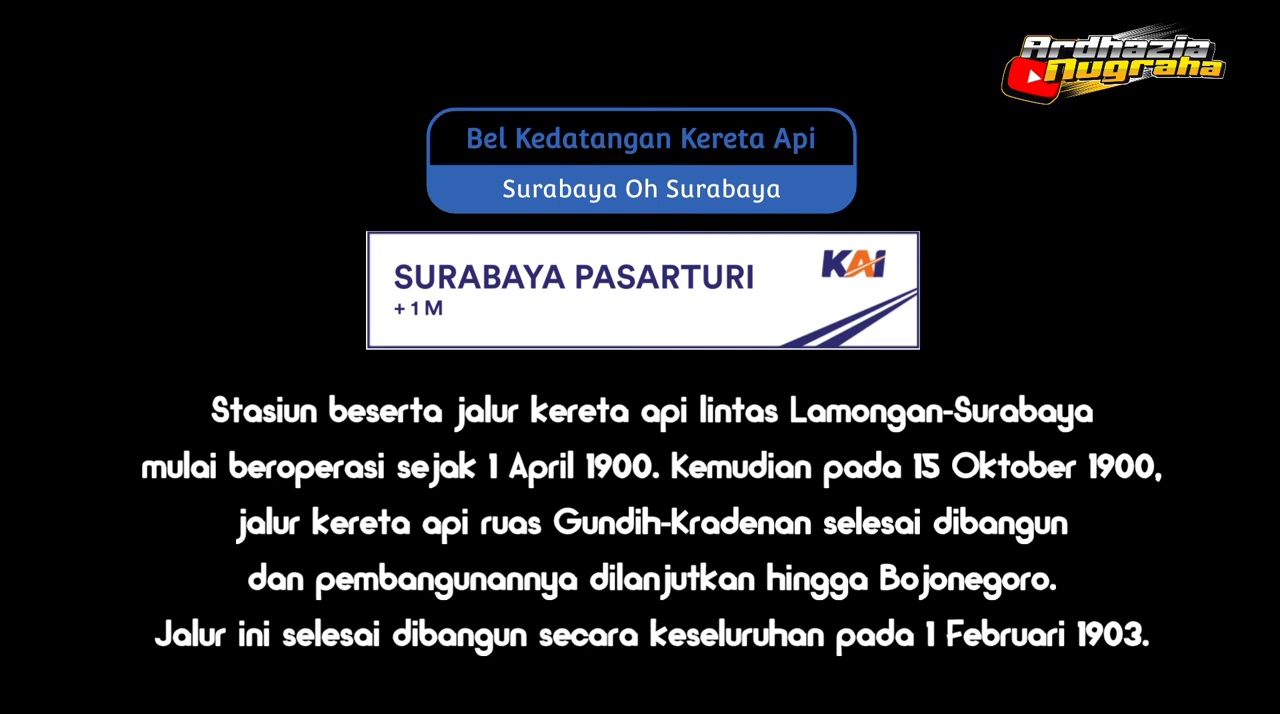 Ardhazia
Nugraha
Bel Kedatangan Kereta Api
Surabaya Oh Surabaya
SURABAYA PASARTURI
KAI
+ 1 M
Stasiun beserta jalur kereta api lintas Lamongan-Surabaya
mulai beroperasi sejak 1 April 1900. Kemudian pada 15 Oktober 1900,
jalur kereta api ruas Gundih-Kradenan selesai dibangun
dan pembangunannya dilanjutkan hingga Bojonegoro.
Jalur ini selesai dibangun secara keseluruhan pada 1 Februari 1903.